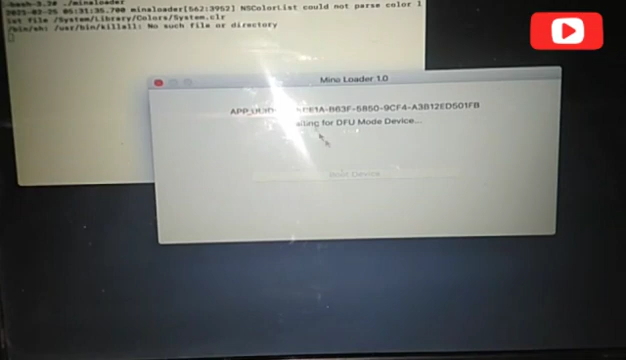 -bash-3.2# ./minaloader
2021-02-25 05:31:35.700 minaloader[562:3952] NSColorList could not parse color l
ist file /System/Library/Colors/System.clr
/bin/sh: /usr/bin/killall: No such file or directory
Mina Loader 1.0
CE1A-B63F-5850-9CF4-A3B12ED501FB
for DFU Mode Device...
Boot Device